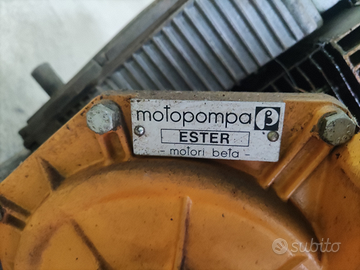 motopompa β
ESTER
- motori beta -
subito